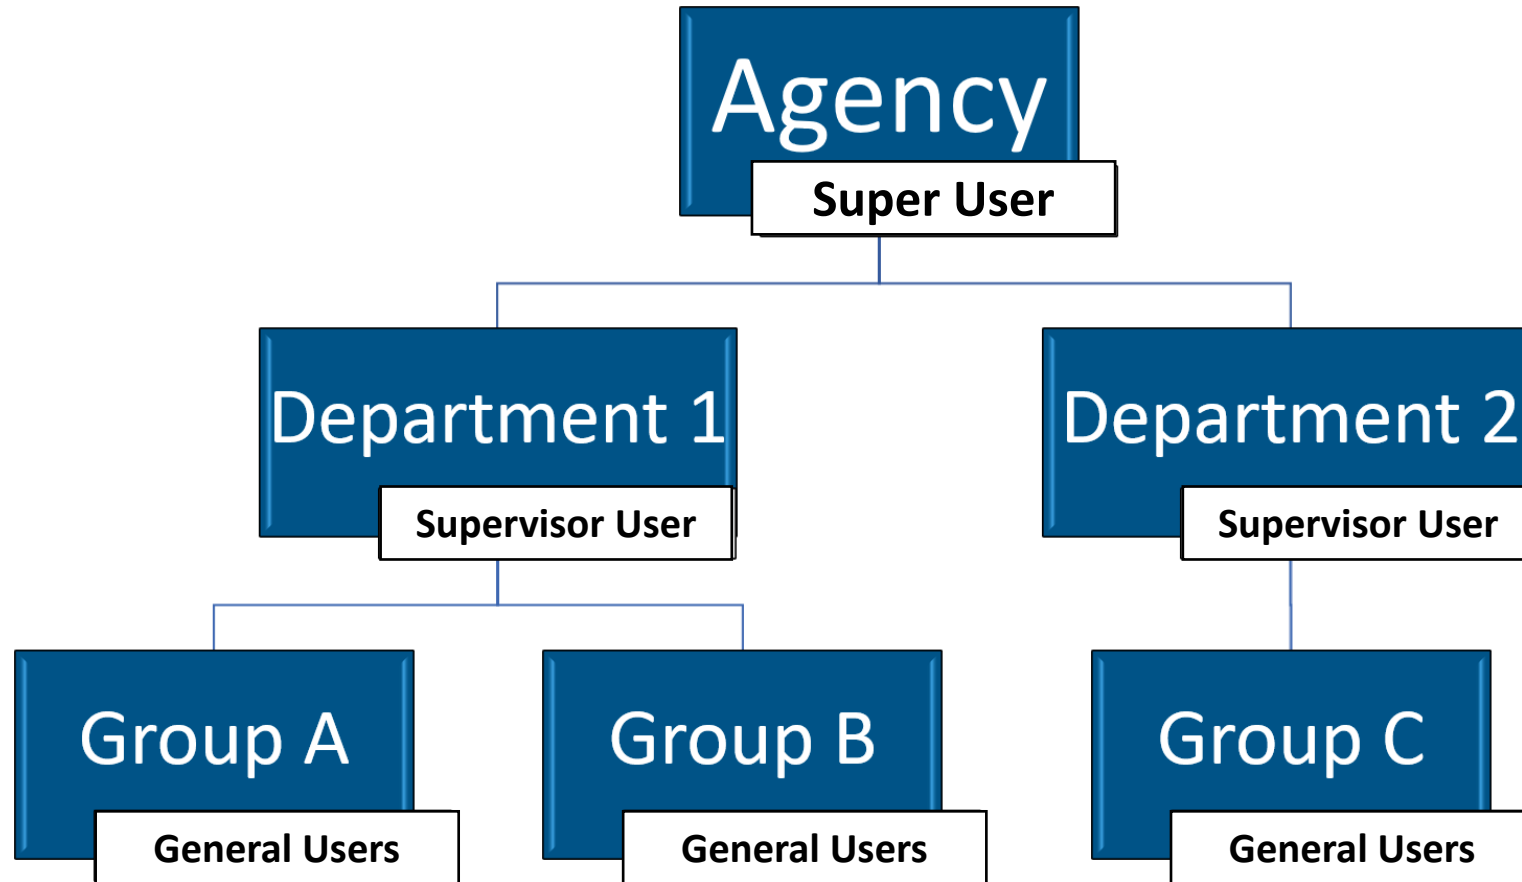 Agency
Super User
Department 1
Supervisor User
Department 2
Supervisor User
Group A
General Users
Group B
General Users
Group C
General Users